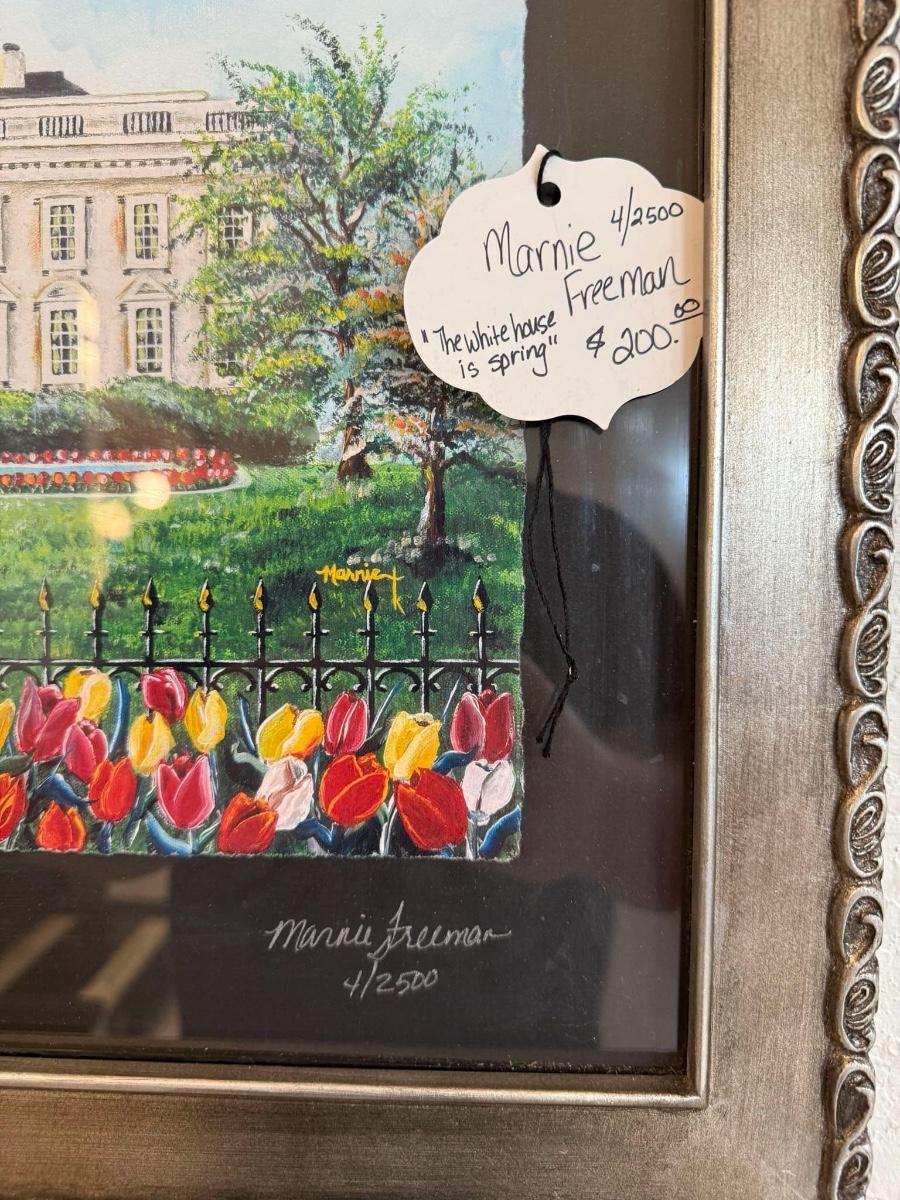 Marnie 4/2500
Freeman
"The White house
is spring"
$200.00
Marnie
Marnie Freeman
4/2500